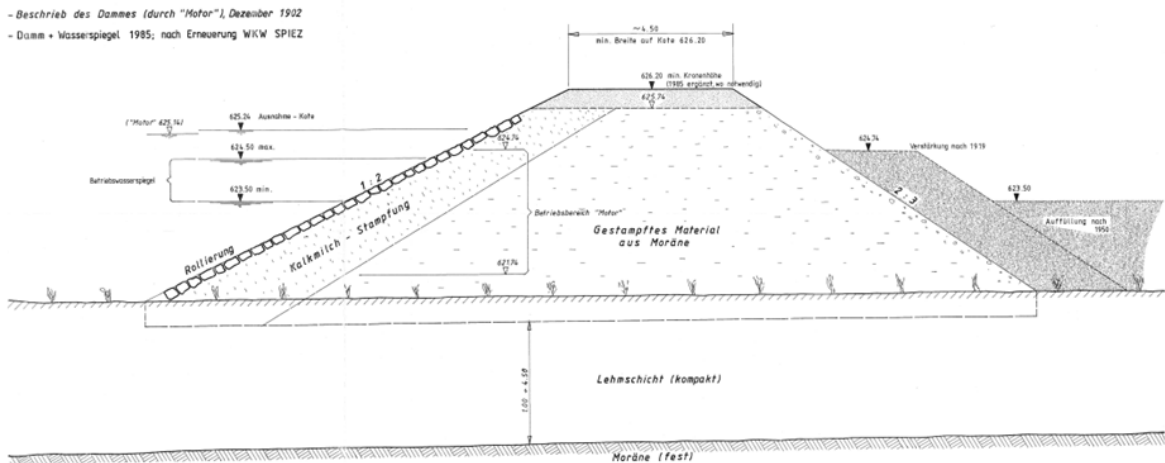 - Beschrieb des Dammes (durch "Motor"), Dezember 1902
- Damm + Wasserspiegel 1985; nach Erneuerung WKW SPIEZ
~4.50
min. Breite auf Kote 626.20
626.20 min. Kronenhöhe
(1985 ergänzt, wo notwendig)
625.74
("Motor" 625.14)
625.24 Ausnahme - Kote
624.50 max.
Betriebswasserspiegel
623.50 min.
624.74
624.74
Verstärkung nach 1919
623.50
1:2
2:3
Rollierung
Kalkmilch - Stampfung
Betriebsbereich "Motor"
Gestampftes Material
aus Moräne
Auffüllung nach
1950
621.74
Lehmschicht (kompakt)
1.00 ÷ 4.50
Moräne (fest)